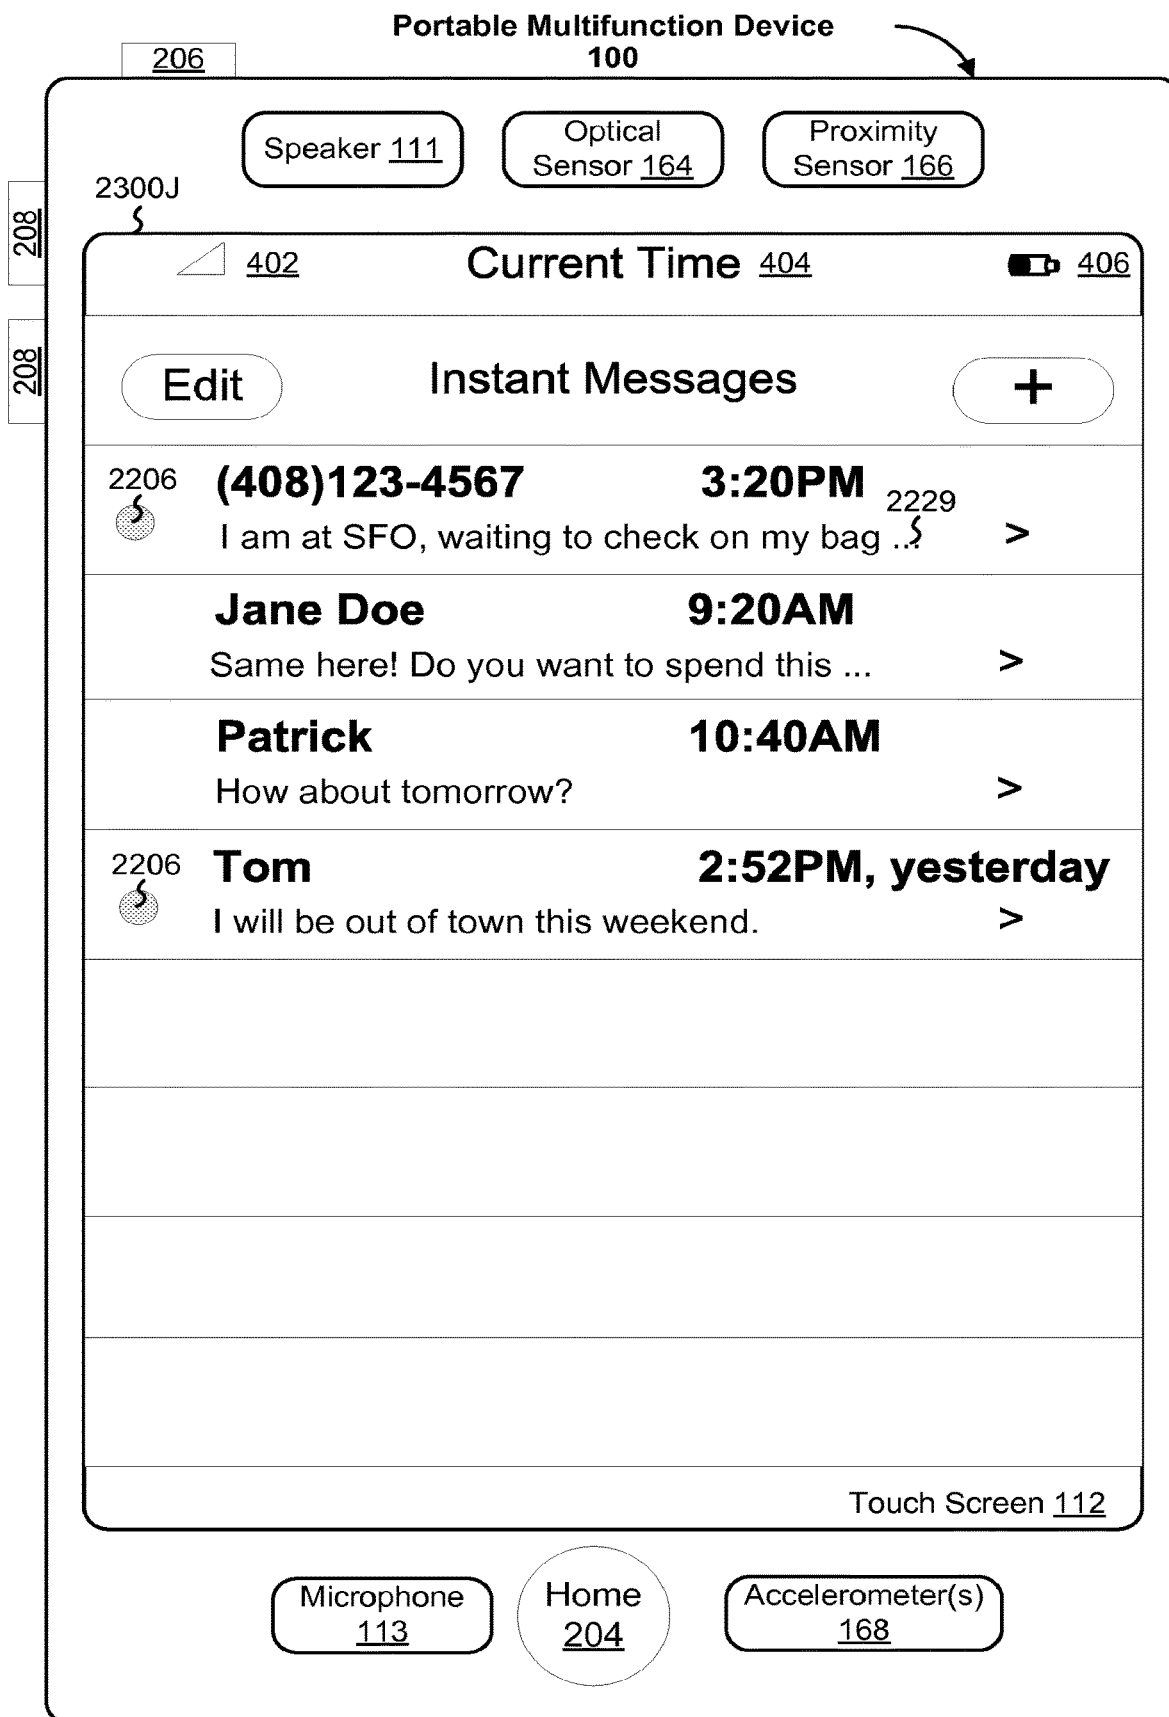 Portable Multifunction Device
100
206
Speaker 111
Optical
Sensor 164
Proximity
Sensor 166
2300J
208
208
402
Current Time 404
406
Edit
Instant Messages
+
2206
(408)123-4567 3:20PM
2229
I am at SFO, waiting to check on my bag ... >
Jane Doe 9:20AM
Same here! Do you want to spend this ... >
Patrick 10:40AM
How about tomorrow? >
2206
Tom 2:52PM, yesterday
I will be out of town this weekend. >
Touch Screen 112
Microphone
113
Home
204
Accelerometer(s)
168